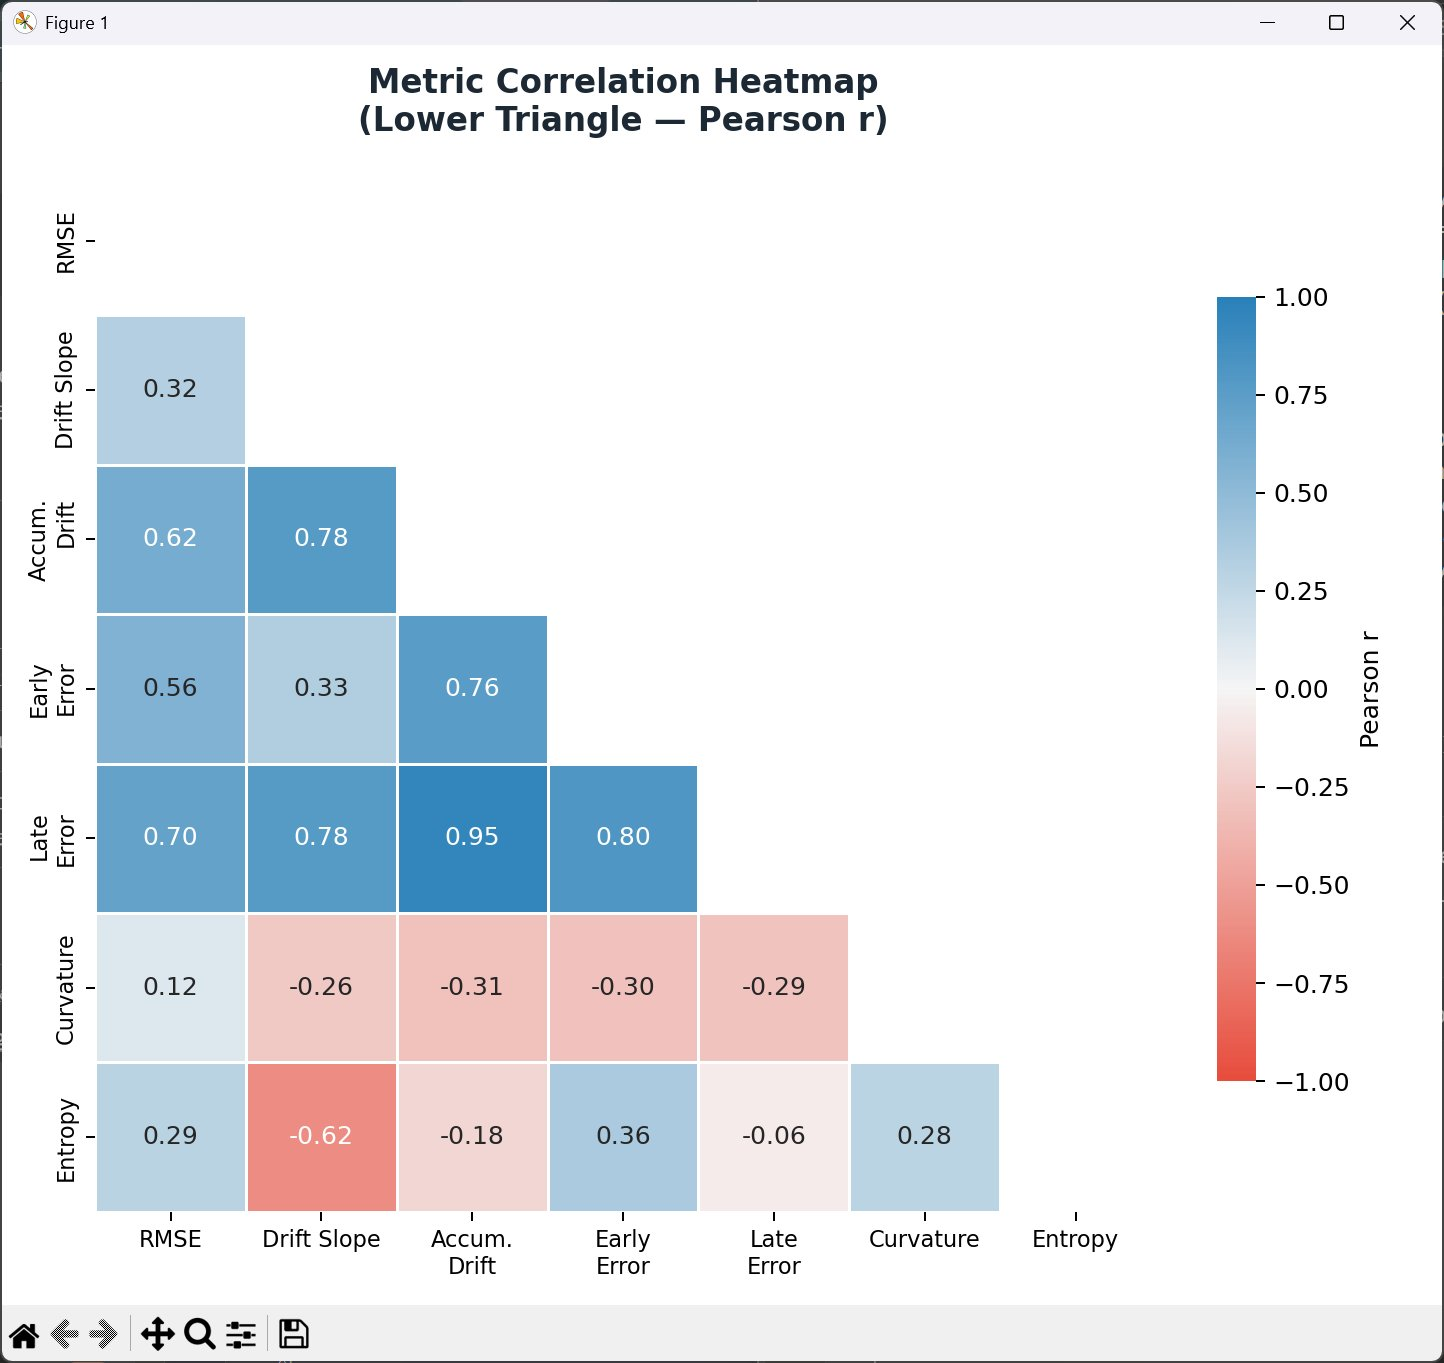 Figure 1
Metric Correlation Heatmap
(Lower Triangle — Pearson r)
RMSE
Drift Slope
0.32
Accum.
Drift
0.62 0.78
Early
Error
0.56 0.33 0.76
Late
Error
0.70 0.78 0.95 0.80
Curvature
0.12 -0.26 -0.31 -0.30 -0.29
Entropy
0.29 -0.62 -0.18 0.36 -0.06 0.28
RMSE Drift Slope Accum. Early Late Curvature Entropy
Drift Error Error
1.00
0.75
0.50
0.25
0.00
−0.25
−0.50
−0.75
−1.00
Pearson r